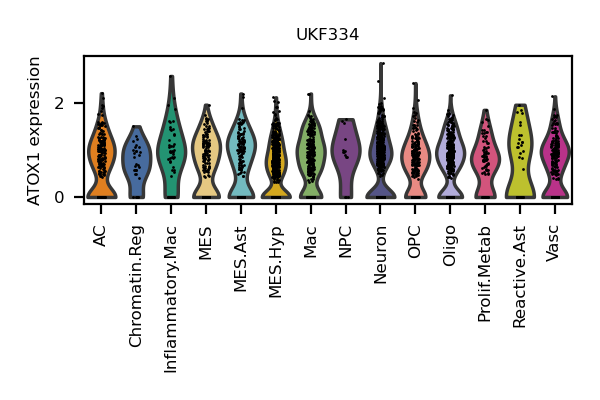 UKF334
ATOX1 expression
2
0
AC
Chromatin.Reg
Inflammatory.Mac
MES
MES.Ast
MES.Hyp
Mac
NPC
Neuron
OPC
Oligo
Prolif.Metab
Reactive.Ast
Vasc